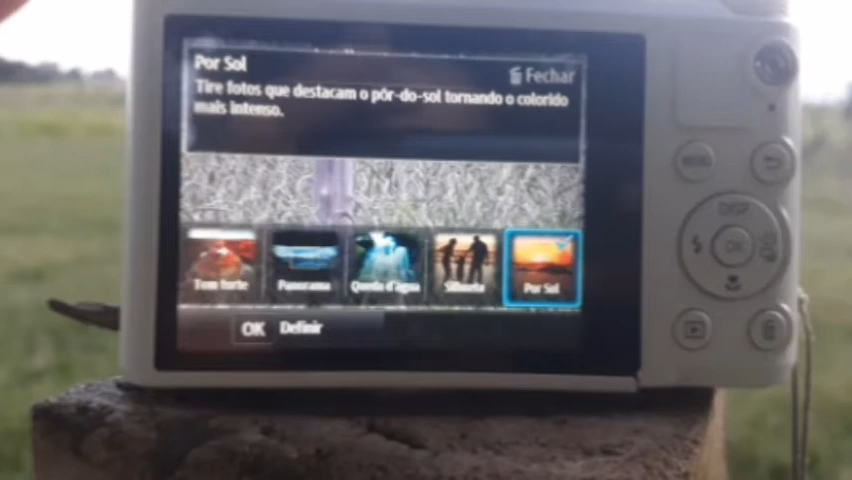 Por Sol
Fechar
Tire fotos que destacam o pôr-do-sol tornando o colorido
mais intenso.
Tom forte
Panorama
Queda d'água
Silhueta
Por Sol
OK Definir
MENU
DISP
OK